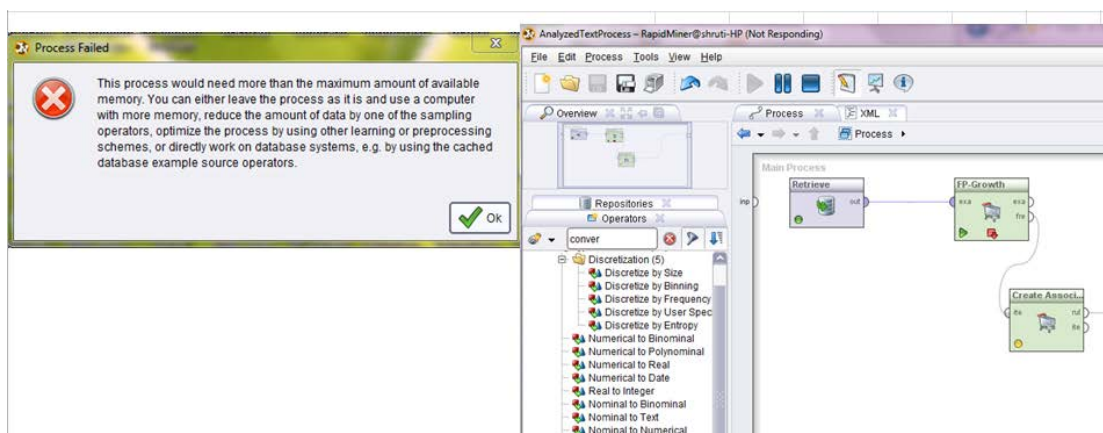 Process Failed
This process would need more than the maximum amount of available
memory. You can either leave the process as it is and use a computer
with more memory, reduce the amount of data by one of the sampling
operators, optimize the process by using other learning or preprocessing
schemes, or directly work on database systems, e.g. by using the cached
database example source operators.
Ok
AnalyzedTextProcess – RapidMiner@shruti-HP (Not Responding)
File Edit Process Tools View Help
Overview
Process XML
Process
Repositories
Operators
conver
Discretization (5)
Discretize by Size
Discretize by Binning
Discretize by Frequency
Discretize by User Spec
Discretize by Entropy
Numerical to Binominal
Numerical to Polynominal
Numerical to Real
Numerical to Date
Real to Integer
Nominal to Binominal
Nominal to Text
Nominal to Numerical
Main Process
inp
Retrieve
out
FP-Growth
exa exa
fre
Create Associ...
ite rul
ite